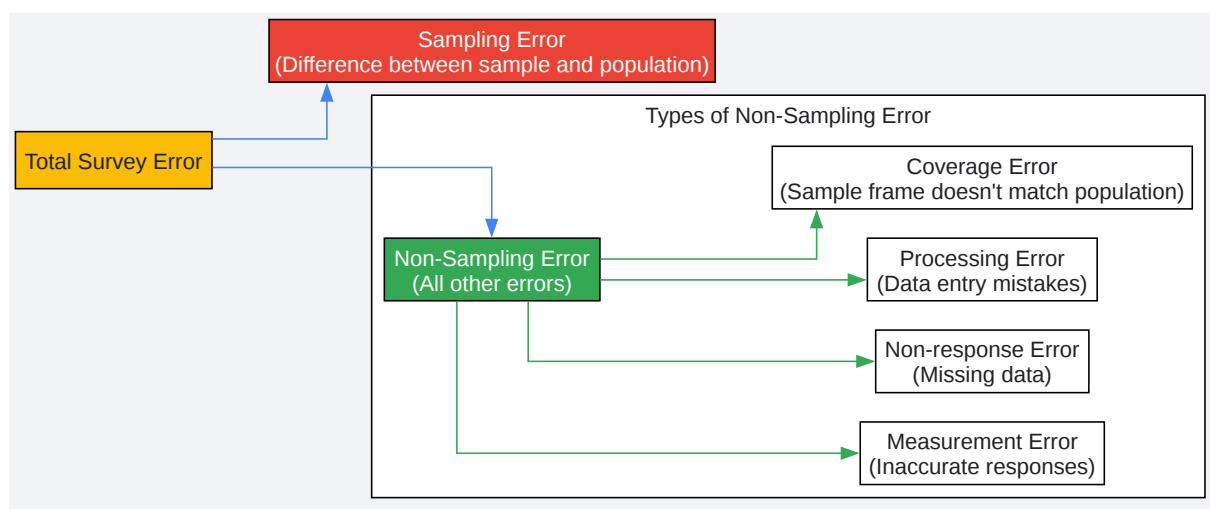 Sampling Error
(Difference between sample and population)
Total Survey Error
Types of Non-Sampling Error
Coverage Error
(Sample frame doesn't match population)
Non-Sampling Error
(All other errors)
Processing Error
(Data entry mistakes)
Non-response Error
(Missing data)
Measurement Error
(Inaccurate responses)